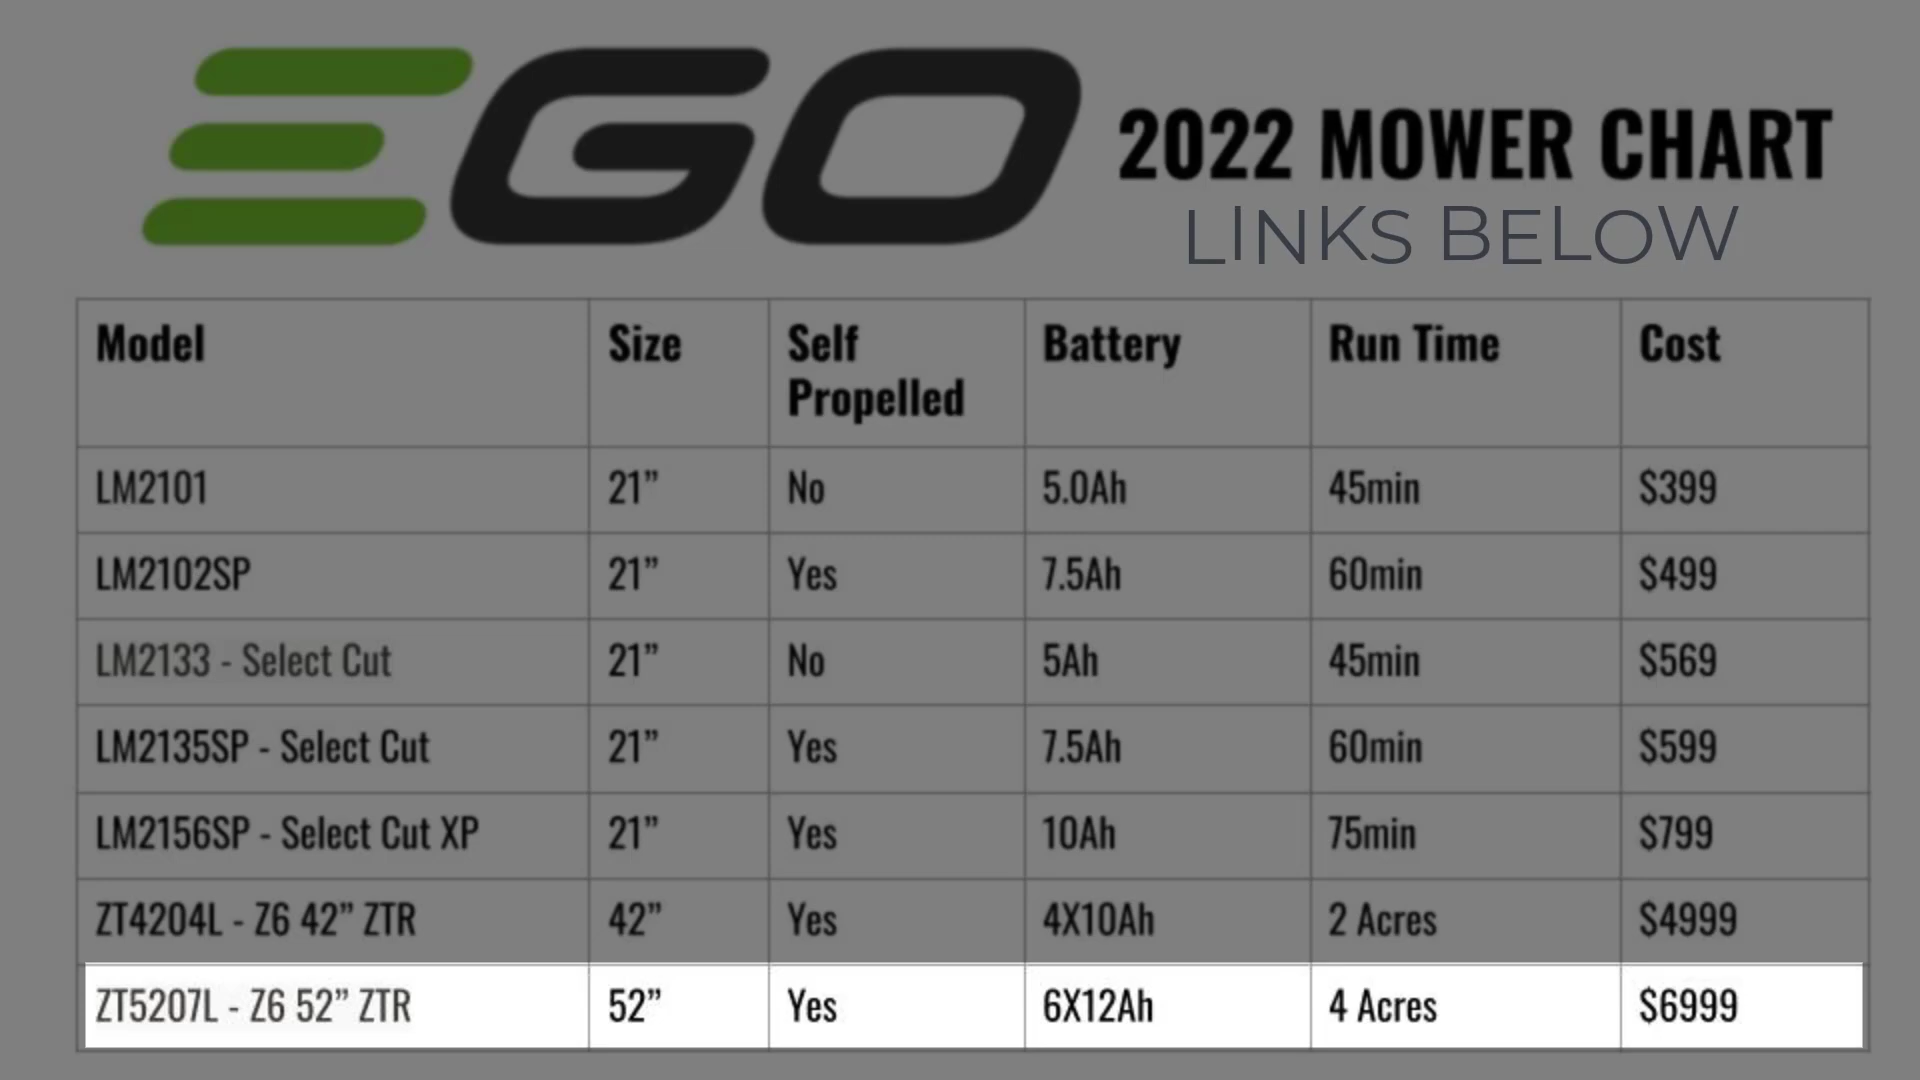 EGO
2022 MOWER CHART
LINKS BELOW
Model Size Self Propelled Battery Run Time Cost
LM2101 21” No 5.0Ah 45min $399
LM2102SP 21” Yes 7.5Ah 60min $499
LM2133 - Select Cut 21” No 5Ah 45min $569
LM2135SP - Select Cut 21” Yes 7.5Ah 60min $599
LM2156SP - Select Cut XP 21” Yes 10Ah 75min $799
ZT4204L - Z6 42” ZTR 42” Yes 4X10Ah 2 Acres $4999
ZT5207L - Z6 52” ZTR 52” Yes 6X12Ah 4 Acres $6999